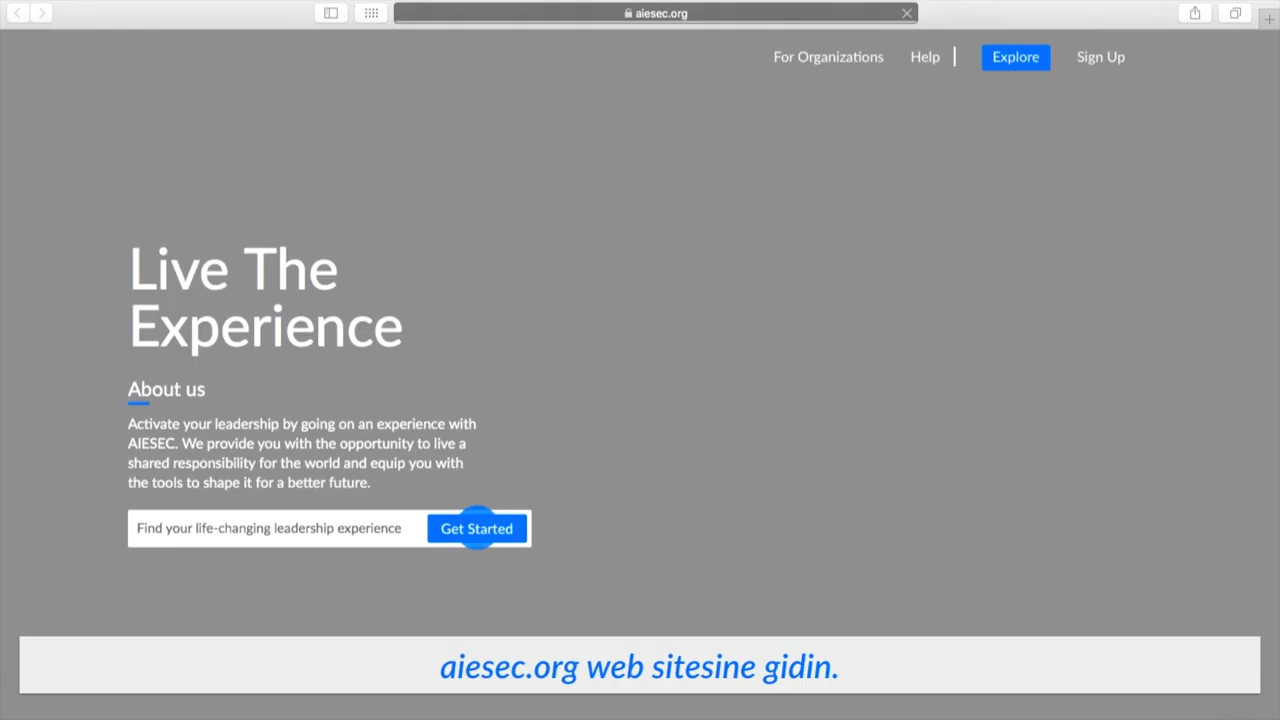 aiesec.org
For Organizations Help Explore Sign Up
Live The
Experience
About us
Activate your leadership by going on an experience with
AIESEC. We provide you with the opportunity to live a
shared responsibility for the world and equip you with
the tools to shape it for a better future.
Find your life-changing leadership experience Get Started
aiesec.org web sitesine gidin.